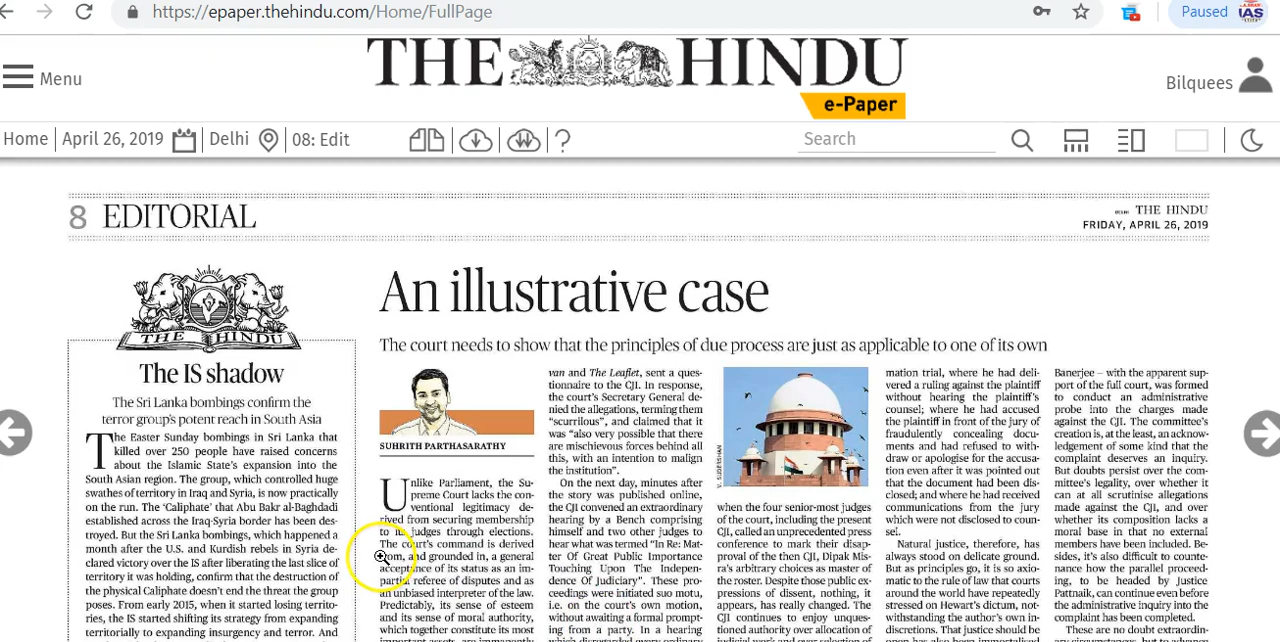 https://epaper.thehindu.com/Home/FullPage
Paused
IAS
Menu
THE HINDU
e-Paper
Bilquees
Home
April 26, 2019
Delhi
08: Edit
?
Search
8 EDITORIAL
THE HINDU
FRIDAY, APRIL 26, 2019
THE HINDU
The IS shadow
The Sri Lanka bombings confirm the
terror group's potent reach in South Asia
The Easter Sunday bombings in Sri Lanka that
killed over 250 people have raised concerns
about the Islamic State's expansion into the
South Asian region. The group, which controlled huge
swathes of territory in Iraq and Syria, is now practically
on the run. The 'Caliphate' that Abu Bakr al-Baghdadi
established across the Iraq-Syria border has been des-
troyed. But the Sri Lanka bombings, which happened a
month after the U.S. and Kurdish rebels in Syria de-
clared victory over the IS after liberating the last slice of
territory it was holding, confirm that the destruction of
the physical Caliphate doesn't end the threat the group
poses. From early 2015, when it started losing territo-
ries, the IS started shifting its strategy from expanding
territorially to expanding insurgency and terror. And
An illustrative case
The court needs to show that the principles of due process are just as applicable to one of its own
SUHRITH PARTHASARATHY
Unlike Parliament, the Su-
preme Court lacks the con-
ventional legitimacy de-
rived from securing membership
to its judges through elections.
The court's command is derived
from, and grounded in, a general
acceptance of its status as an im-
partial referee of disputes and as
an unbiased interpreter of the law.
Predictably, its sense of esteem
and its sense of moral authority,
which together constitute its most
important assets, are immanently
van and The Leaflet, sent a ques-
tionnaire to the CJI. In response,
the court's Secretary General de-
nied the allegations, terming them
"scurrilous", and claimed that it
was "also very possible that there
are mischievous forces behind all
this, with an intention to malign
the institution".
On the next day, minutes after
the story was published online,
the CJI convened an extraordinary
hearing by a Bench comprising
himself and two other judges to
hear what was termed "In Re: Mat-
ter Of Great Public Importance
Touching Upon The Indepen-
dence Of Judiciary". These pro-
ceedings were initiated suo motu,
i.e. on the court's own motion,
without awaiting a formal prompt-
ing from a party. In a hearing
which disregarded every ordinary
V. SUDERSHAN
when the four senior-most judges
of the court, including the present
CJI, called an unprecedented press
conference to mark their disap-
proval of the then CJI, Dipak Mis-
ra's arbitrary choices as master of
the roster. Despite those public ex-
pressions of dissent, nothing, it
appears, has really changed. The
CJI continues to enjoy unques-
tioned authority over allocation of
mation trial, where he had deli-
vered a ruling against the plaintiff
without hearing the plaintiff's
counsel; where he had accused
the plaintiff in front of the jury of
fraudulently concealing docu-
ments and had refused to with-
draw or apologise for the accusa-
tion even after it was pointed out
that the document had been dis-
closed; and where he had received
communications from the jury
which were not disclosed to coun-
sel.
Natural justice, therefore, has
always stood on delicate ground.
But as principles go, it is so axio-
matic to the rule of law that courts
around the world have repeatedly
stressed on Hewart's dictum, not-
withstanding the author's own in-
discretions. That justice should be
Banerjee – with the apparent sup-
port of the full court, was formed
to conduct an administrative
probe into the charges made
against the CJI. The committee's
creation is, at the least, an acknow-
ledgement of some kind that the
complaint deserves an inquiry.
But doubts persist over the com-
mittee's legality, over whether it
can at all scrutinise allegations
made against the CJI, and over
whether its composition lacks a
moral base in that no external
members have been included. Be-
sides, it's also difficult to counte-
nance how the parallel proceed-
ing, to be headed by Justice
Pattnaik, can continue even before
the administrative inquiry into the
complaint has been completed.
These are no doubt extraordin-